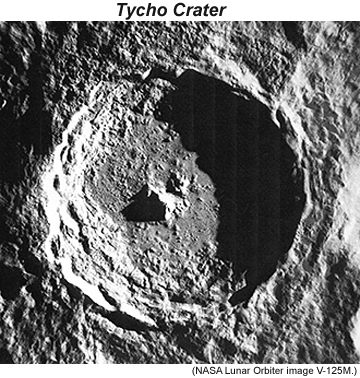 Tycho Crater
(NASA Lunar Orbiter image V-125M.)